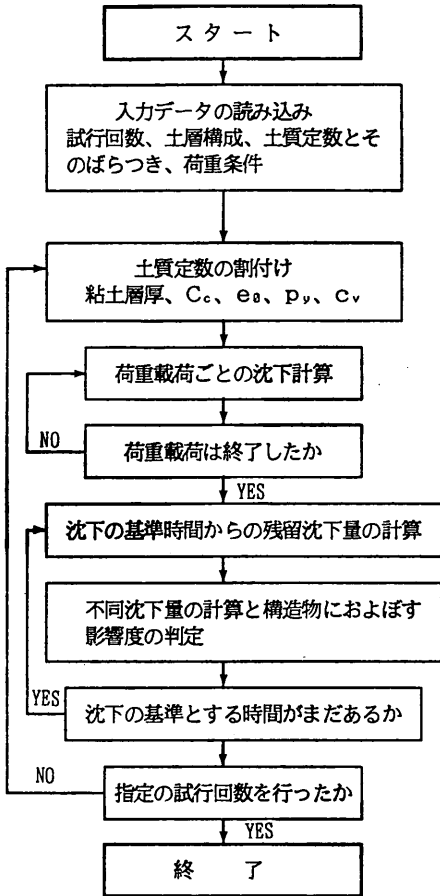 スタート
入力データの読み込み
試行回数、土層構成、土質定数とそ
のばらつき、荷重条件
土質定数の割付け
粘土層厚、Cc、e0、py、cv
荷重載荷ごとの沈下計算
NO
荷重載荷は終了したか
YES
沈下の基準時間からの残留沈下量の計算
不同沈下量の計算と構造物におよぼす
影響度の判定
YES
沈下の基準とする時間がまだあるか
NO
指定の試行回数を行ったか
YES
終 了